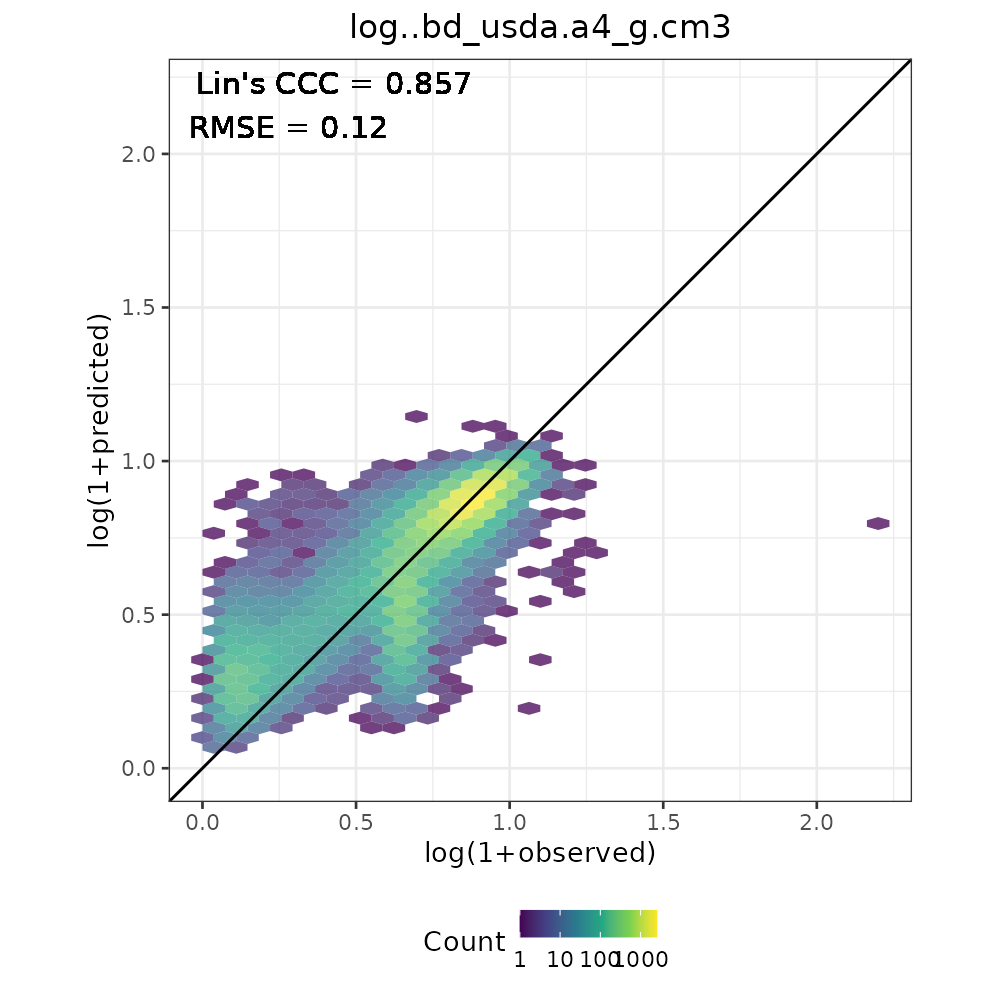 log..bd_usda.a4_g.cm3
Lin's CCC = 0.857
RMSE = 0.12
log(1+predicted)
2.0
1.5
1.0
0.5
0.0
0.0 0.5 1.0 1.5 2.0
log(1+observed)
Count
1 10 100 1000